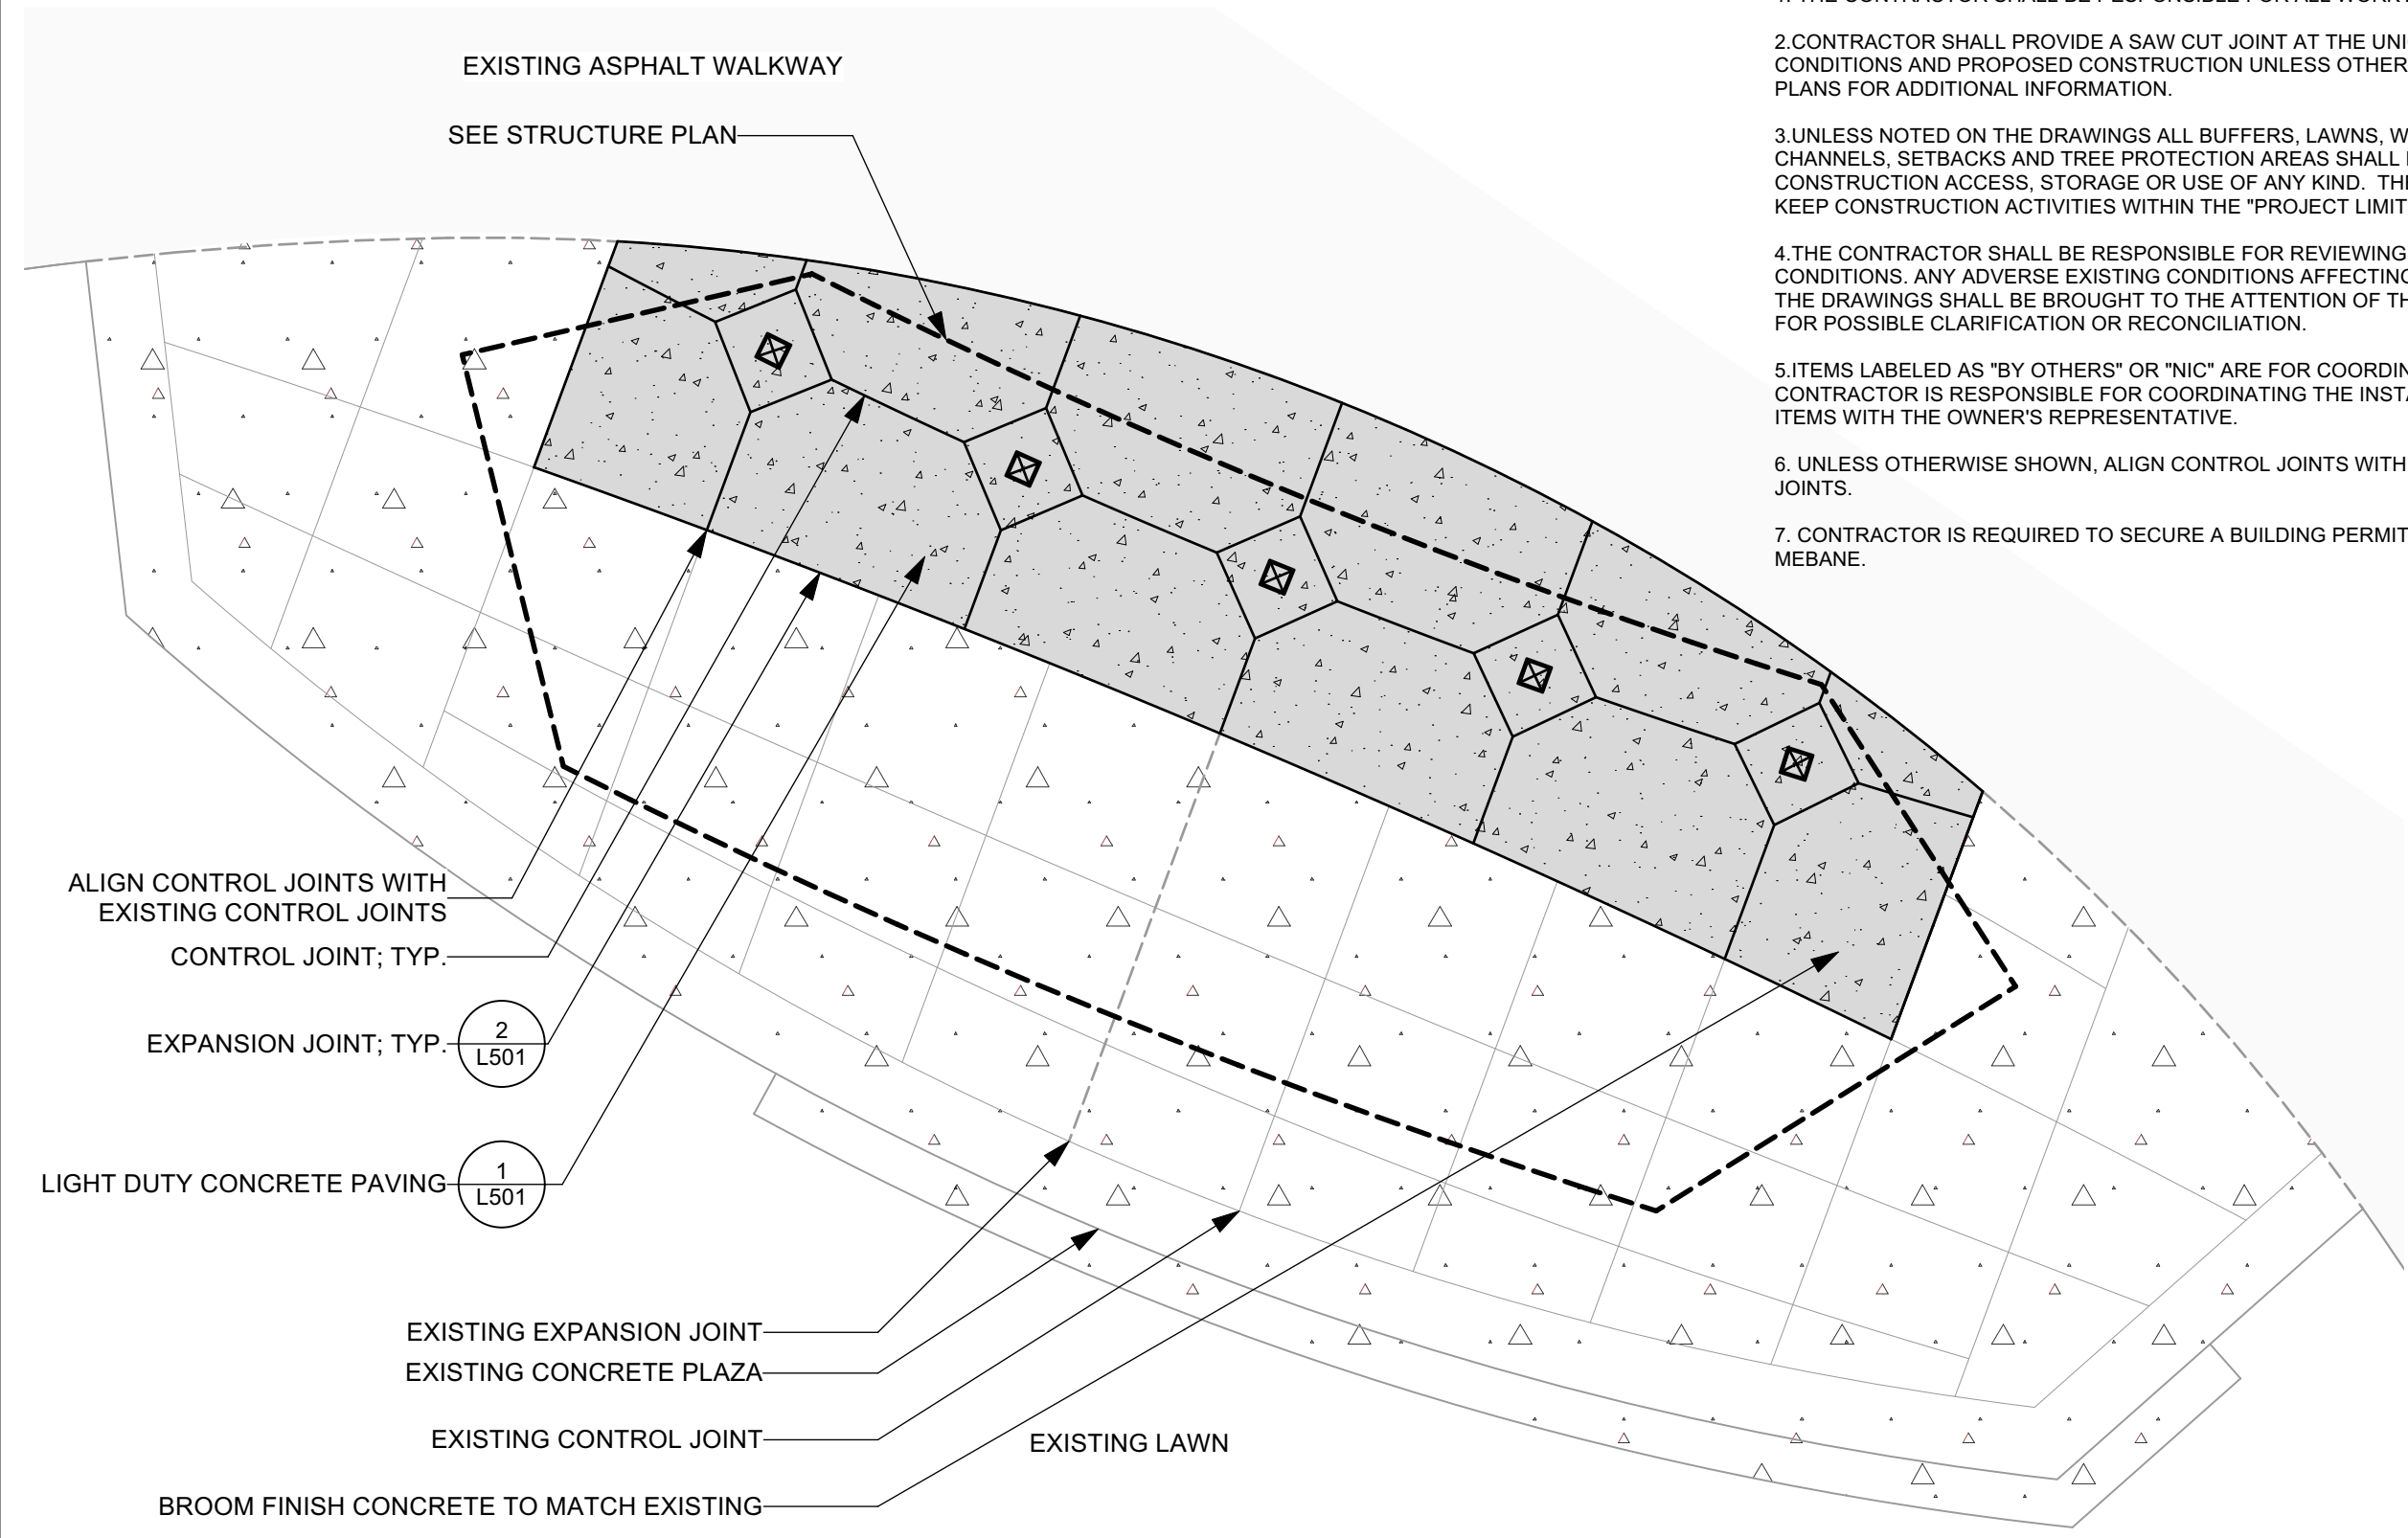 EXISTING ASPHALT WALKWAY
SEE STRUCTURE PLAN
2.CONTRACTOR SHALL PROVIDE A SAW CUT JOINT AT THE UNI
CONDITIONS AND PROPOSED CONSTRUCTION UNLESS OTHER
PLANS FOR ADDITIONAL INFORMATION.
3.UNLESS NOTED ON THE DRAWINGS ALL BUFFERS, LAWNS, W
CHANNELS, SETBACKS AND TREE PROTECTION AREAS SHALL
CONSTRUCTION ACCESS, STORAGE OR USE OF ANY KIND. THE
KEEP CONSTRUCTION ACTIVITIES WITHIN THE "PROJECT LIMIT
4.THE CONTRACTOR SHALL BE RESPONSIBLE FOR REVIEWING
CONDITIONS. ANY ADVERSE EXISTING CONDITIONS AFFECTING
THE DRAWINGS SHALL BE BROUGHT TO THE ATTENTION OF TH
FOR POSSIBLE CLARIFICATION OR RECONCILIATION.
5.ITEMS LABELED AS "BY OTHERS" OR "NIC" ARE FOR COORDIN
CONTRACTOR IS RESPONSIBLE FOR COORDINATING THE INSTA
ITEMS WITH THE OWNER'S REPRESENTATIVE.
6. UNLESS OTHERWISE SHOWN, ALIGN CONTROL JOINTS WITH
JOINTS.
7. CONTRACTOR IS REQUIRED TO SECURE A BUILDING PERMIT
MEBANE.
ALIGN CONTROL JOINTS WITH
EXISTING CONTROL JOINTS
CONTROL JOINT; TYP.
EXPANSION JOINT; TYP.
2
L501
LIGHT DUTY CONCRETE PAVING
1
L501
EXISTING EXPANSION JOINT
EXISTING CONCRETE PLAZA
EXISTING CONTROL JOINT
EXISTING LAWN
BROOM FINISH CONCRETE TO MATCH EXISTING